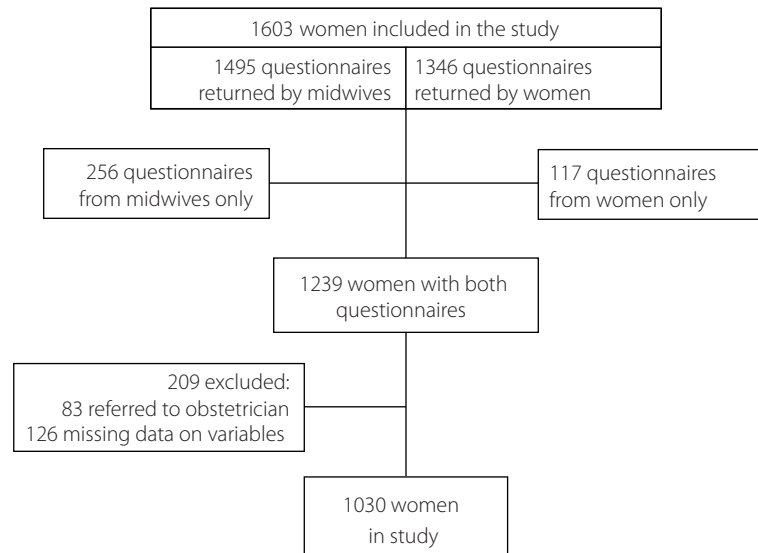 1603 women included in the study
1495 questionnaires
returned by midwives
1346 questionnaires
returned by women
256 questionnaires
from midwives only
117 questionnaires
from women only
1239 women with both
questionnaires
209 excluded:
83 referred to obstetrician
126 missing data on variables
1030 women
in study